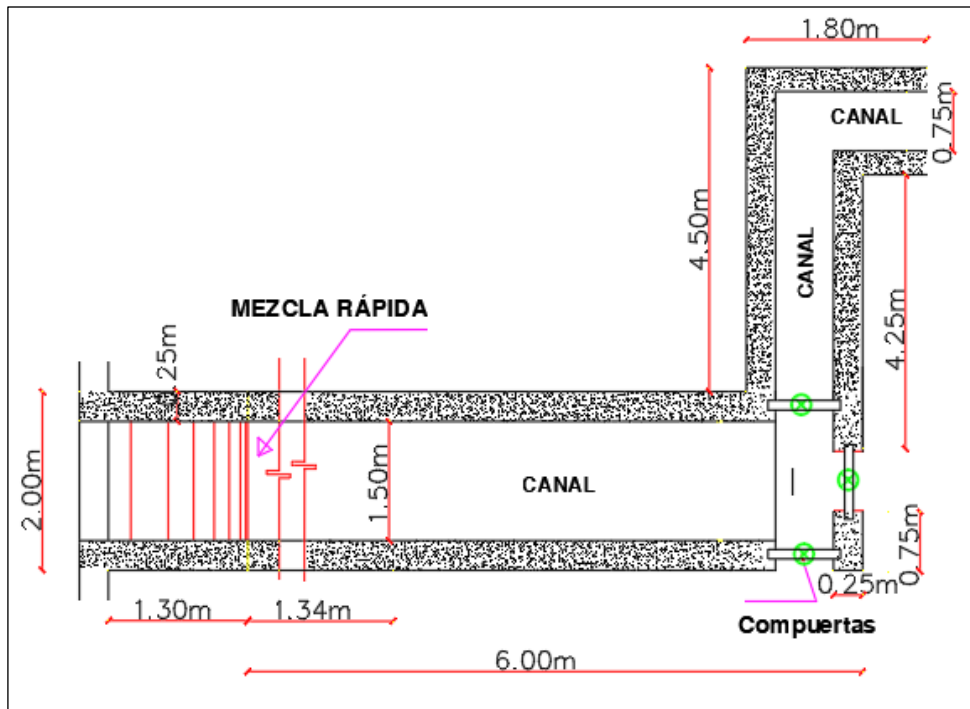 1.80m
CANAL
0.75m
4.50m
CANAL
MEZCLA RÁPIDA
4.25m
.25m
2.00m
1.50m
CANAL
0.75m
0.25m
1.30m
1.34m
Compuertas
6.00m